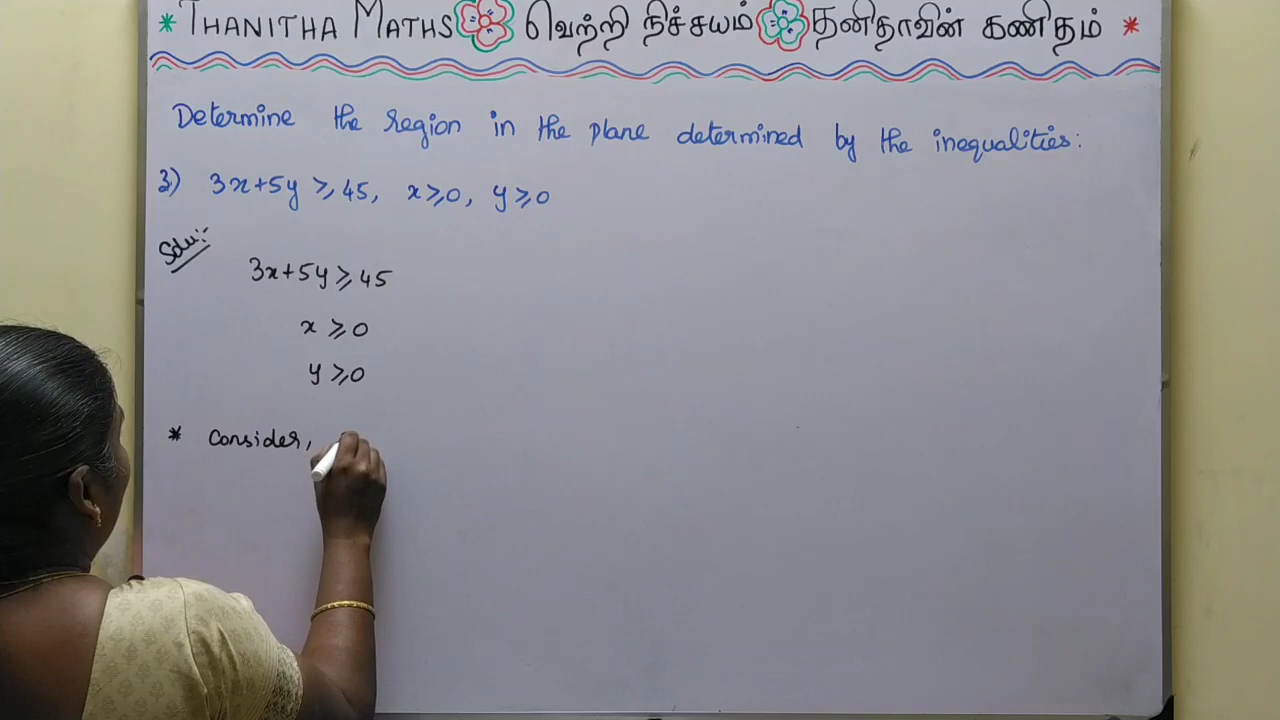 * THANITHA MATHS வெற்றி நிச்சயம் தனிதாவின் கணிதம் *
Determine the region in the plane determined by the inequalities:
3) 3x+5y ≥ 45, x ≥ 0, y ≥ 0
Solu:-
3x+5y ≥ 45
x ≥ 0
y ≥ 0
* Consider,